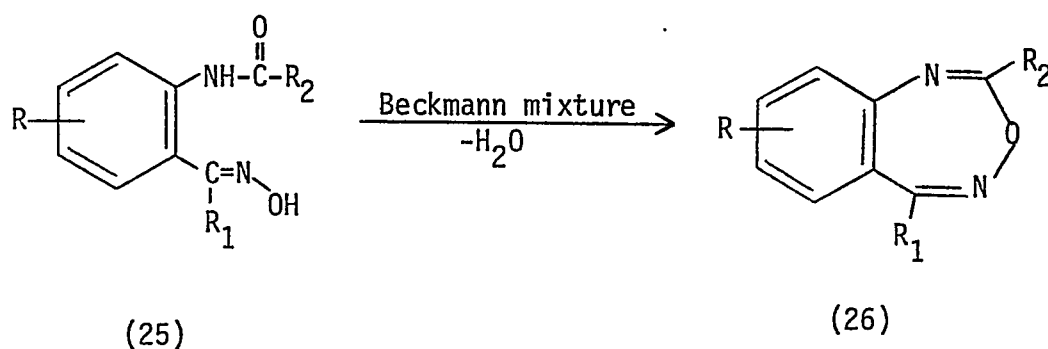 O
NH-C-R2
R
C=N
OH
R1
Beckmann mixture
-H2O
N
R2
O
R
N
R1
(25)
(26)